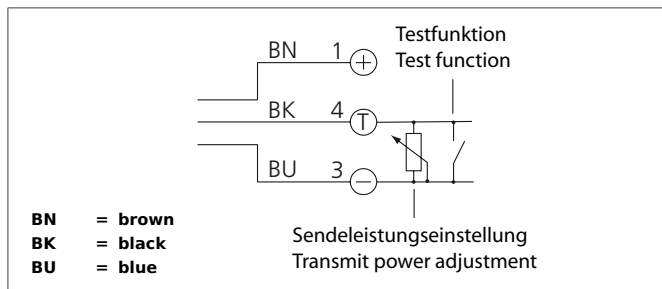 Testfunktion
Test function
BN 1 +
BK 4 T
BU 3 −
BN = brown
BK = black
BU = blue
Sendeleistungseinstellung
Transmit power adjustment